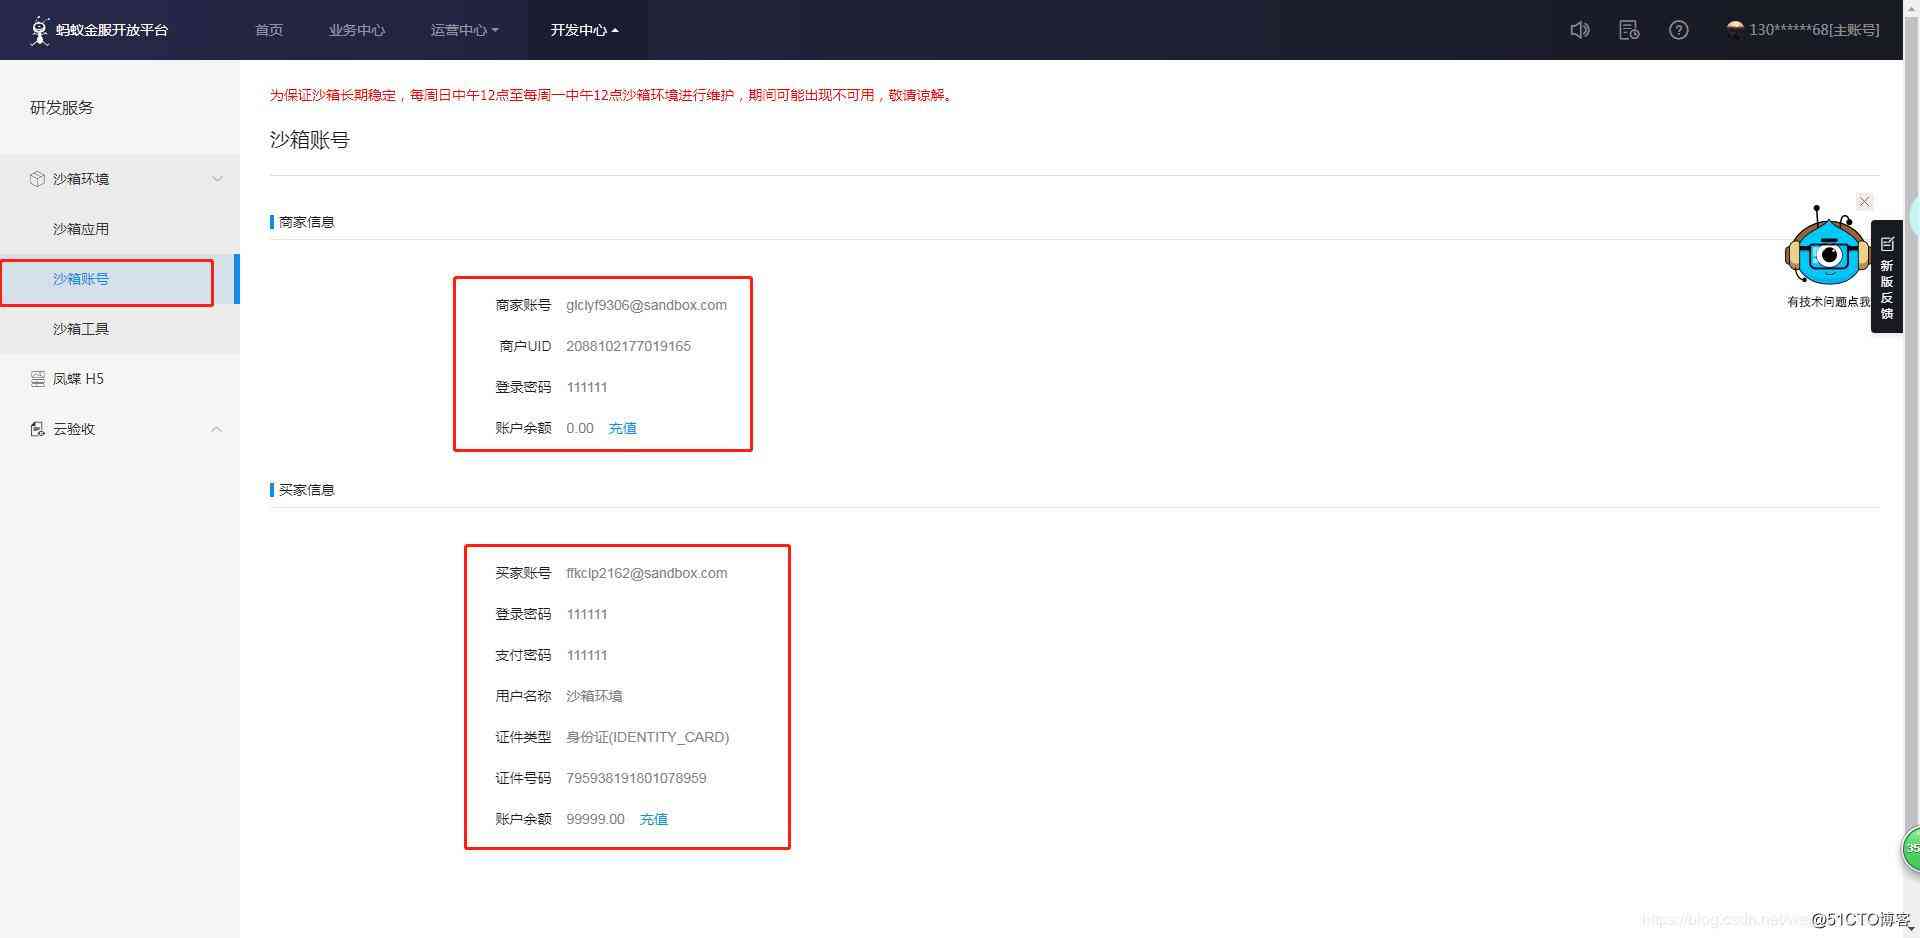 蚂蚁金服开放平台 首页 业务中心 运营中心 开发中心 130******68[主账号]
研发服务
沙箱环境
沙箱应用
沙箱账号
沙箱工具
凤蝶 H5
云验收
为保证沙箱长期稳定，每周日中午12点至每周一中午12点沙箱环境进行维护，期间可能出现不可用，敬请谅解。
沙箱账号
商家信息
商家账号 glclyf9306@sandbox.com
商户UID 2088102177019165
登录密码 111111
账户余额 0.00 充值
买家信息
买家账号 ffkclp2162@sandbox.com
登录密码 111111
支付密码 111111
用户名称 沙箱环境
证件类型 身份证(IDENTITY_CARD)
证件号码 795938191801078959
账户余额 99999.00 充值
有技术问题点我
新版反馈
35
https://blog.csdn.net/we
@51CTO博客